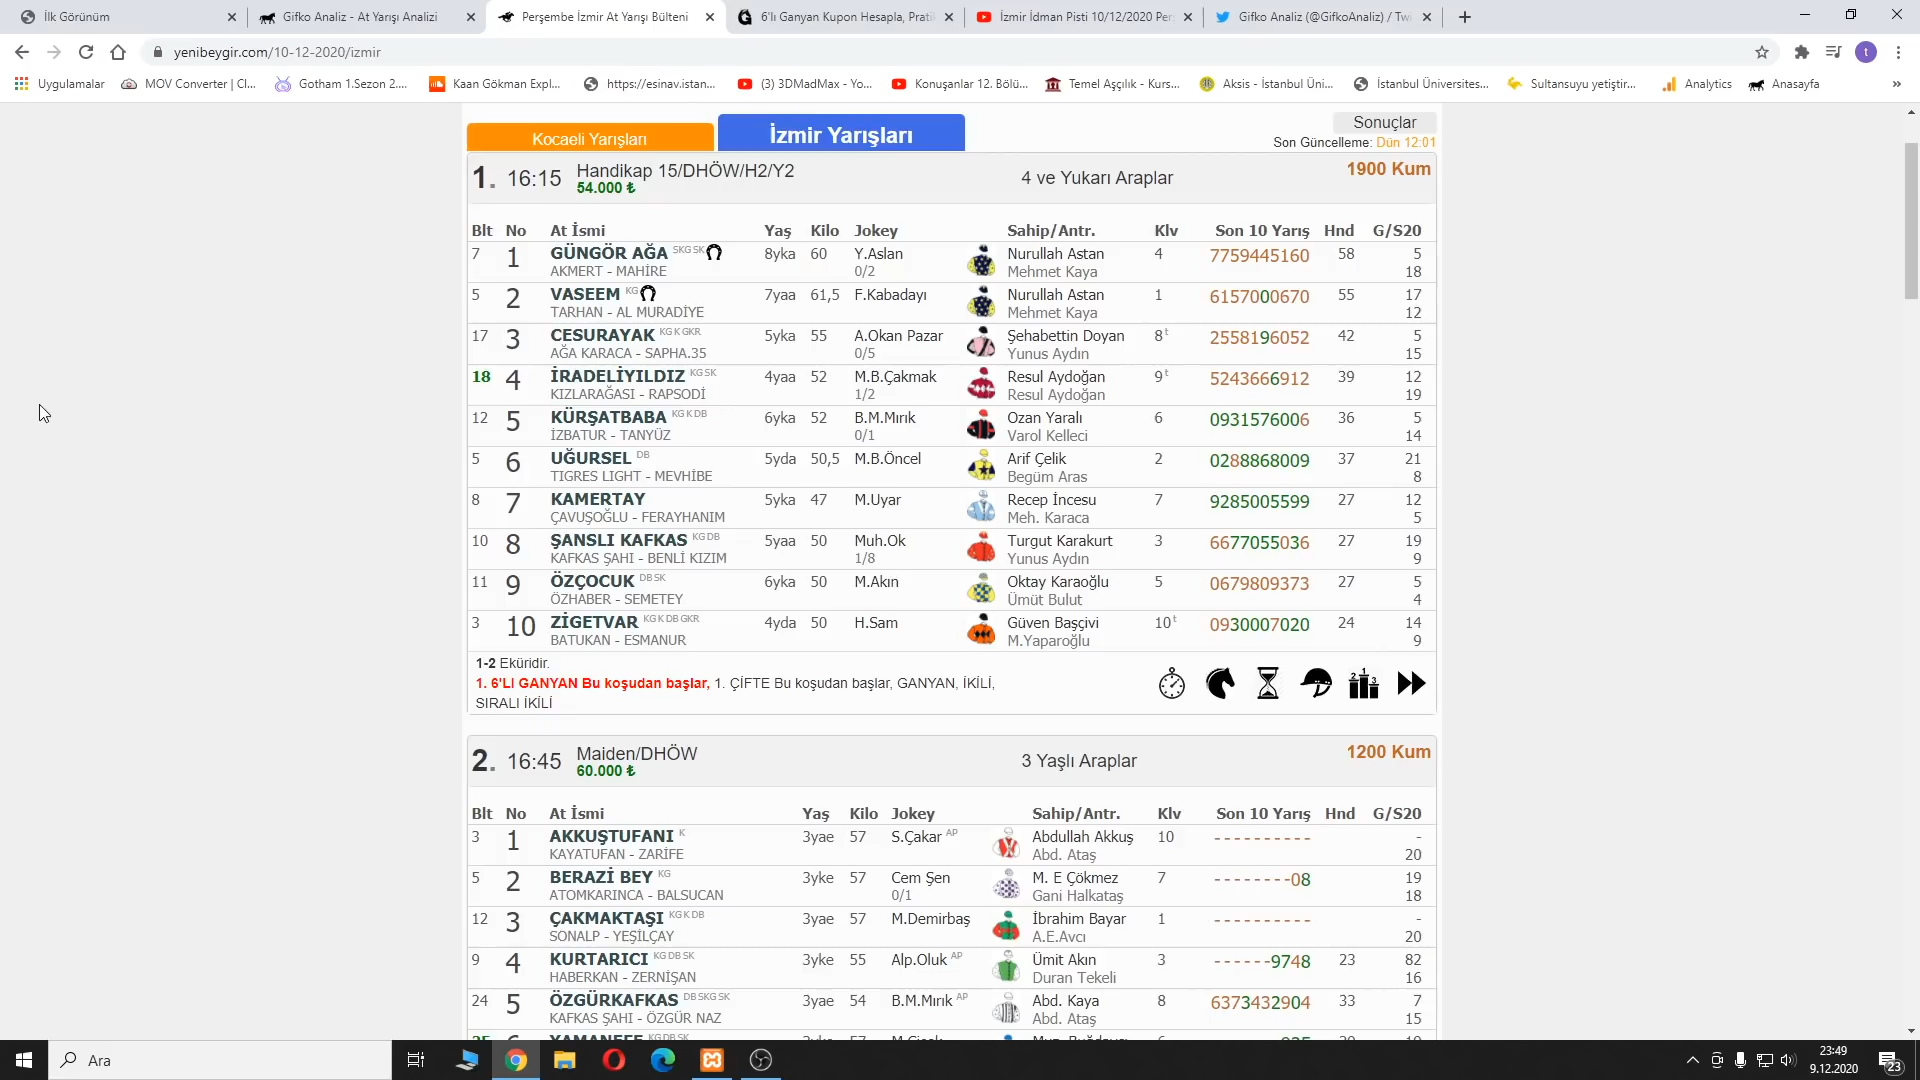 İlk Görünüm
Gifko Analiz - At Yarışı Analizi
Perşembe İzmir At Yarışı Bülteni
6'lı Ganyan Kupon Hesapla, Prati
İzmir İdman Pisti 10/12/2020 Per
Gifko Analiz (@GifkoAnaliz) / Tw
yenibeygir.com/10-12-2020/izmir
t
Uygulamalar
MOV Converter | Cl...
Gotham 1.Sezon 2....
Kaan Gökman Expl...
https://esinav.istan...
(3) 3DMadMax - Yo...
Konuşanlar 12. Bölü...
Temel Aşçılık - Kurs...
Aksis - İstanbul Üni...
İstanbul Üniversites...
Sultansuyu yetiştir...
Analytics
Anasayfa
»
Kocaeli Yarışları
İzmir Yarışları
Sonuçlar
Son Güncelleme: Dün 12:01
1. 16:15 Handikap 15/DHÖW/H2/Y2 4 ve Yukarı Araplar 1900 Kum
54.000 ₺
Blt No At İsmi Yaş Kilo Jokey Sahip/Antr. Klv Son 10 Yarış Hnd G/S20
7 1 GÜNGÖR AĞA SKG SK 8yka 60 Y.Aslan Nurullah Astan 4 7759445160 58 5
AKMERT - MAHİRE 0/2 Mehmet Kaya 18
5 2 VASEEM KG 7yaa 61,5 F.Kabadayı Nurullah Astan 1 6157000670 55 17
TARHAN - AL MURADİYE Mehmet Kaya 12
17 3 CESURAYAK KG K GKR 5yka 55 A.Okan Pazar Şehabettin Doyan 8t 2558196052 42 5
AĞA KARACA - SAPHA.35 0/5 Yunus Aydın 15
18 4 İRADELİYILDIZ KG SK 4yaa 52 M.B.Çakmak Resul Aydoğan 9t 5243666912 39 12
KIZLARAĞASI - RAPSODİ 1/2 Resul Aydoğan 19
12 5 KÜRŞATBABA KG K DB 6yka 52 B.M.Mırık Ozan Yaralı 6 0931576006 36 5
İZBATUR - TANYÜZ 0/1 Varol Kelleci 14
5 6 UĞURSEL DB 5yda 50,5 M.B.Öncel Arif Çelik 2 0288868009 37 21
TIGRES LIGHT - MEVHİBE Begüm Aras 8
8 7 KAMERTAY 5yka 47 M.Uyar Recep İncesu 7 9285005599 27 12
ÇAVUŞOĞLU - FERAYHANIM Meh. Karaca 5
10 8 ŞANSLI KAFKAS KG DB 5yaa 50 Muh.Ok Turgut Karakurt 3 6677055036 27 19
KAFKAS ŞAHI - BENLİ KIZIM 1/8 Yunus Aydın 9
11 9 ÖZÇOCUK DB SK 6yka 50 M.Akın Oktay Karaoğlu 5 0679809373 27 5
ÖZHABER - SEMETEY Ümüt Bulut 4
3 10 ZİGETVAR KG K DB GKR 4yda 50 H.Sam Güven Başçivi 10t 0930007020 24 14
BATUKAN - ESMANUR M.Yaparoğlu 9
1-2 Eküridir.
1. 6'LI GANYAN Bu koşudan başlar, 1. ÇİFTE Bu koşudan başlar, GANYAN, İKİLİ,
SIRALI İKİLİ
2. 16:45 Maiden/DHÖW 3 Yaşlı Araplar 1200 Kum
60.000 ₺
Blt No At İsmi Yaş Kilo Jokey Sahip/Antr. Klv Son 10 Yarış Hnd G/S20
3 1 AKKUŞTUFANI K 3yae 57 S.Çakar AP Abdullah Akkuş 10 ---------- -
KAYATUFAN - ZARİFE Abd. Ataş 20
5 2 BERAZİ BEY KG 3yke 57 Cem Şen M. E Çökmez 7 --------08 19
ATOMKARINCA - BALSUCAN 0/1 Gani Halkataş 18
12 3 ÇAKMAKTAŞI KG K DB 3yae 57 M.Demirbaş İbrahim Bayar 1 ---------- -
SONALP - YEŞİLÇAY A.E.Avcı 20
9 4 KURTARICI KG DB SK 3yke 55 Alp.Oluk AP Ümit Akın 3 ------9748 23 82
HABERKAN - ZERNİŞAN Duran Tekeli 16
24 5 ÖZGÜRKAFKAS DB SKG SK 3yae 54 B.M.Mırık AP Abd. Kaya 8 6373432904 33 7
KAFKAS ŞAHI - ÖZGÜR NAZ Abd. Ataş 15
Ara
23:49
9.12.2020
23